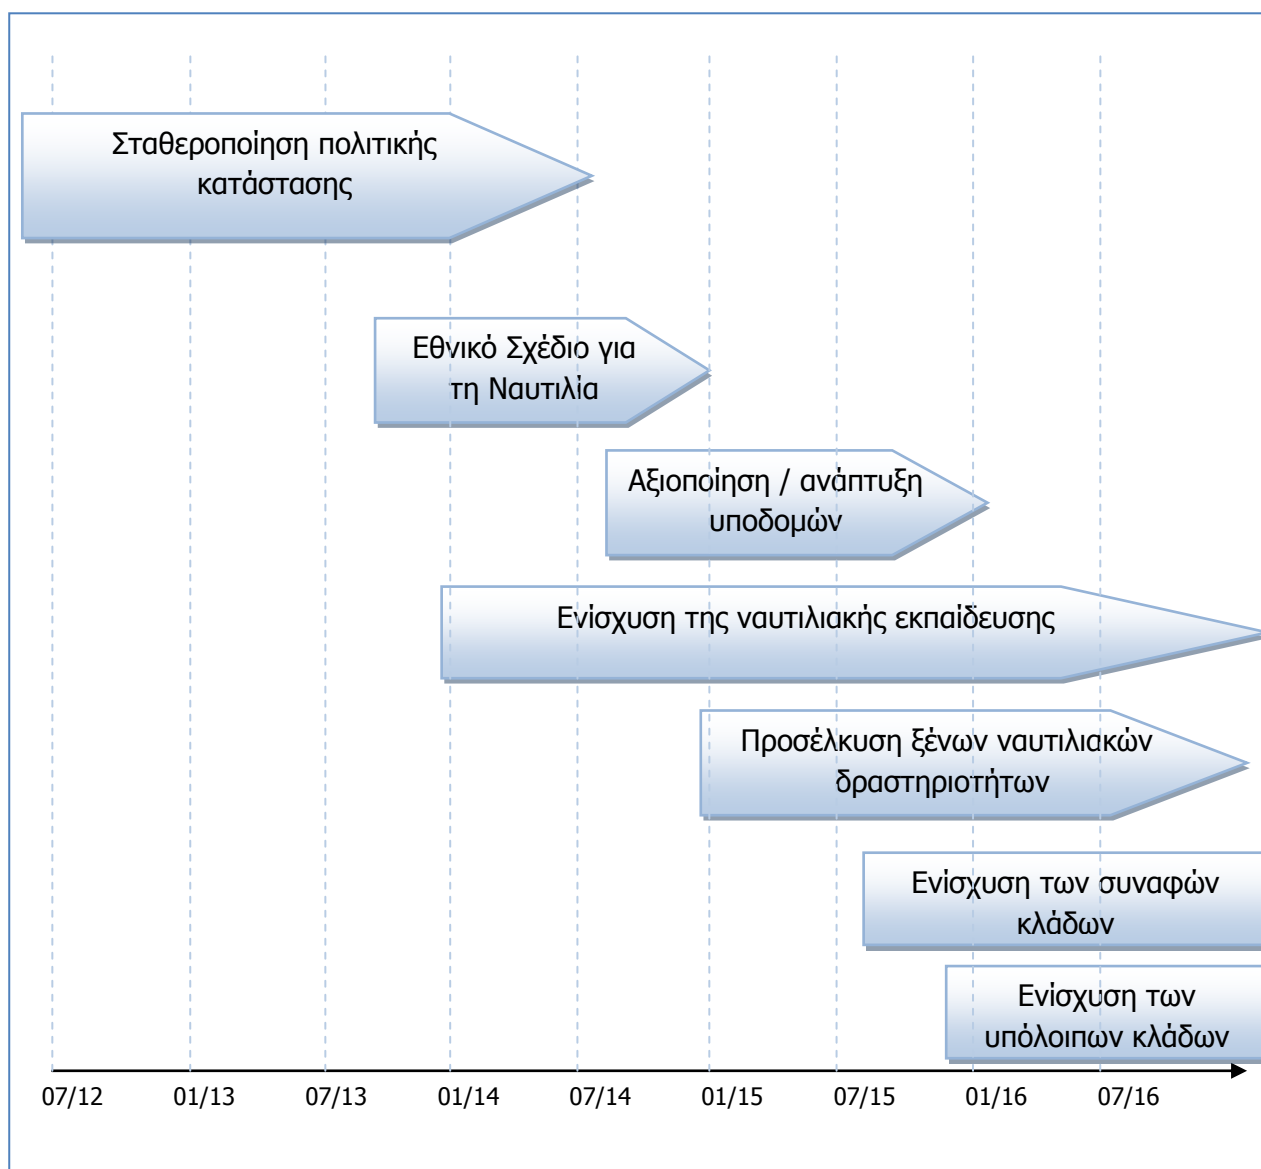 Σταθεροποίηση πολιτικής
κατάστασης
Εθνικό Σχέδιο για
τη Ναυτιλία
Αξιοποίηση / ανάπτυξη
υποδομών
Ενίσχυση της ναυτιλιακής εκπαίδευσης
Προσέλκυση ξένων ναυτιλιακών
δραστηριοτήτων
Ενίσχυση των συναφών
κλάδων
Ενίσχυση των
υπόλοιπων κλάδων
07/12 01/13 07/13 01/14 07/14 01/15 07/15 01/16 07/16